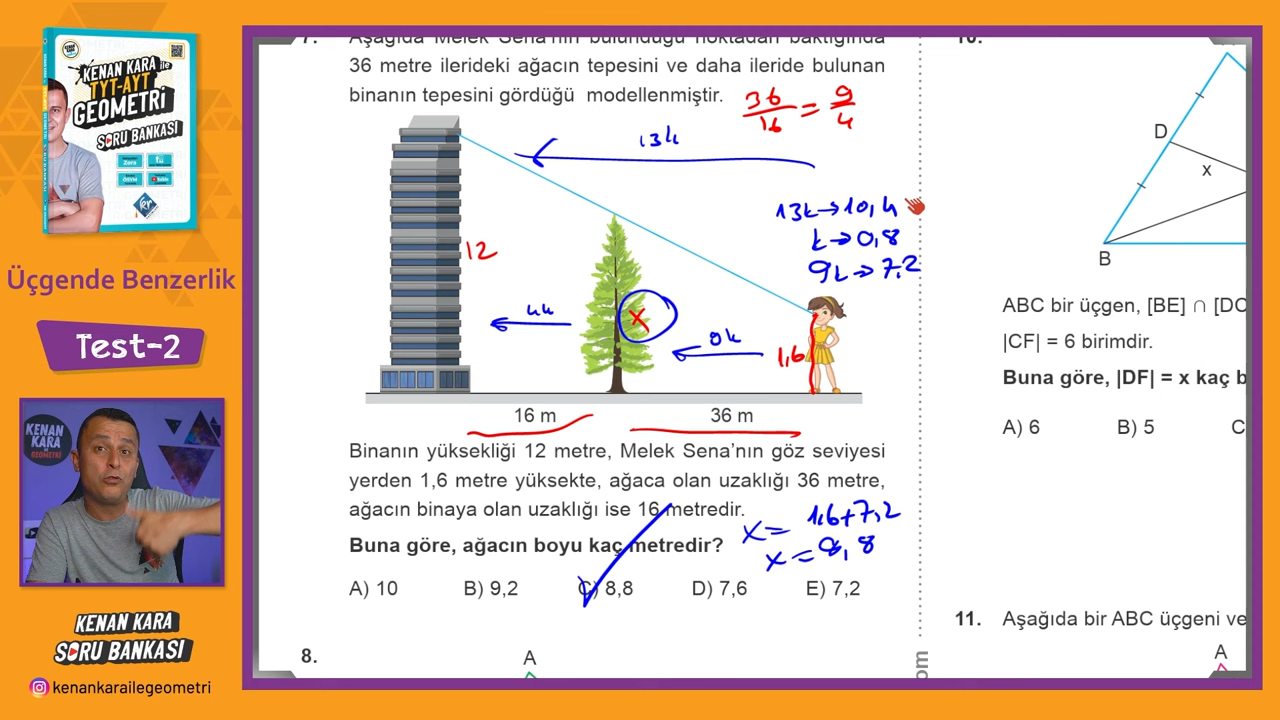 KENAN KARA ile
TYT-AYT
GEOMETRİ
SORU BANKASI
Üçgende Benzerlik
Test-2
KENAN
KARA
GEOMETRİ
KENAN KARA
SORU BANKASI
kenankarailegeometri
7. Aşağıda Melek Sena'nın bulunduğu noktadan baktığında
36 metre ilerideki ağacın tepesini ve daha ileride bulunan
binanın tepesini gördüğü modellenmiştir.
36/16 = 9/4
13k
13k→10,4
k→0,8
9k→7,2
12
4k
x
9k
1,6
16 m
36 m
Binanın yüksekliği 12 metre, Melek Sena'nın göz seviyesi
yerden 1,6 metre yüksekte, ağaca olan uzaklığı 36 metre,
ağacın binaya olan uzaklığı ise 16 metredir.
x = 1,6+7,2
Buna göre, ağacın boyu kaç metredir?
x = 8,8
A) 10 B) 9,2 C) 8,8 D) 7,6 E) 7,2
8.
A
10.
D
x
B
ABC bir üçgen, [BE] ∩ [DC
|CF| = 6 birimdir.
Buna göre, |DF| = x kaç b
A) 6 B) 5 C
11. Aşağıda bir ABC üçgeni ve
A
om